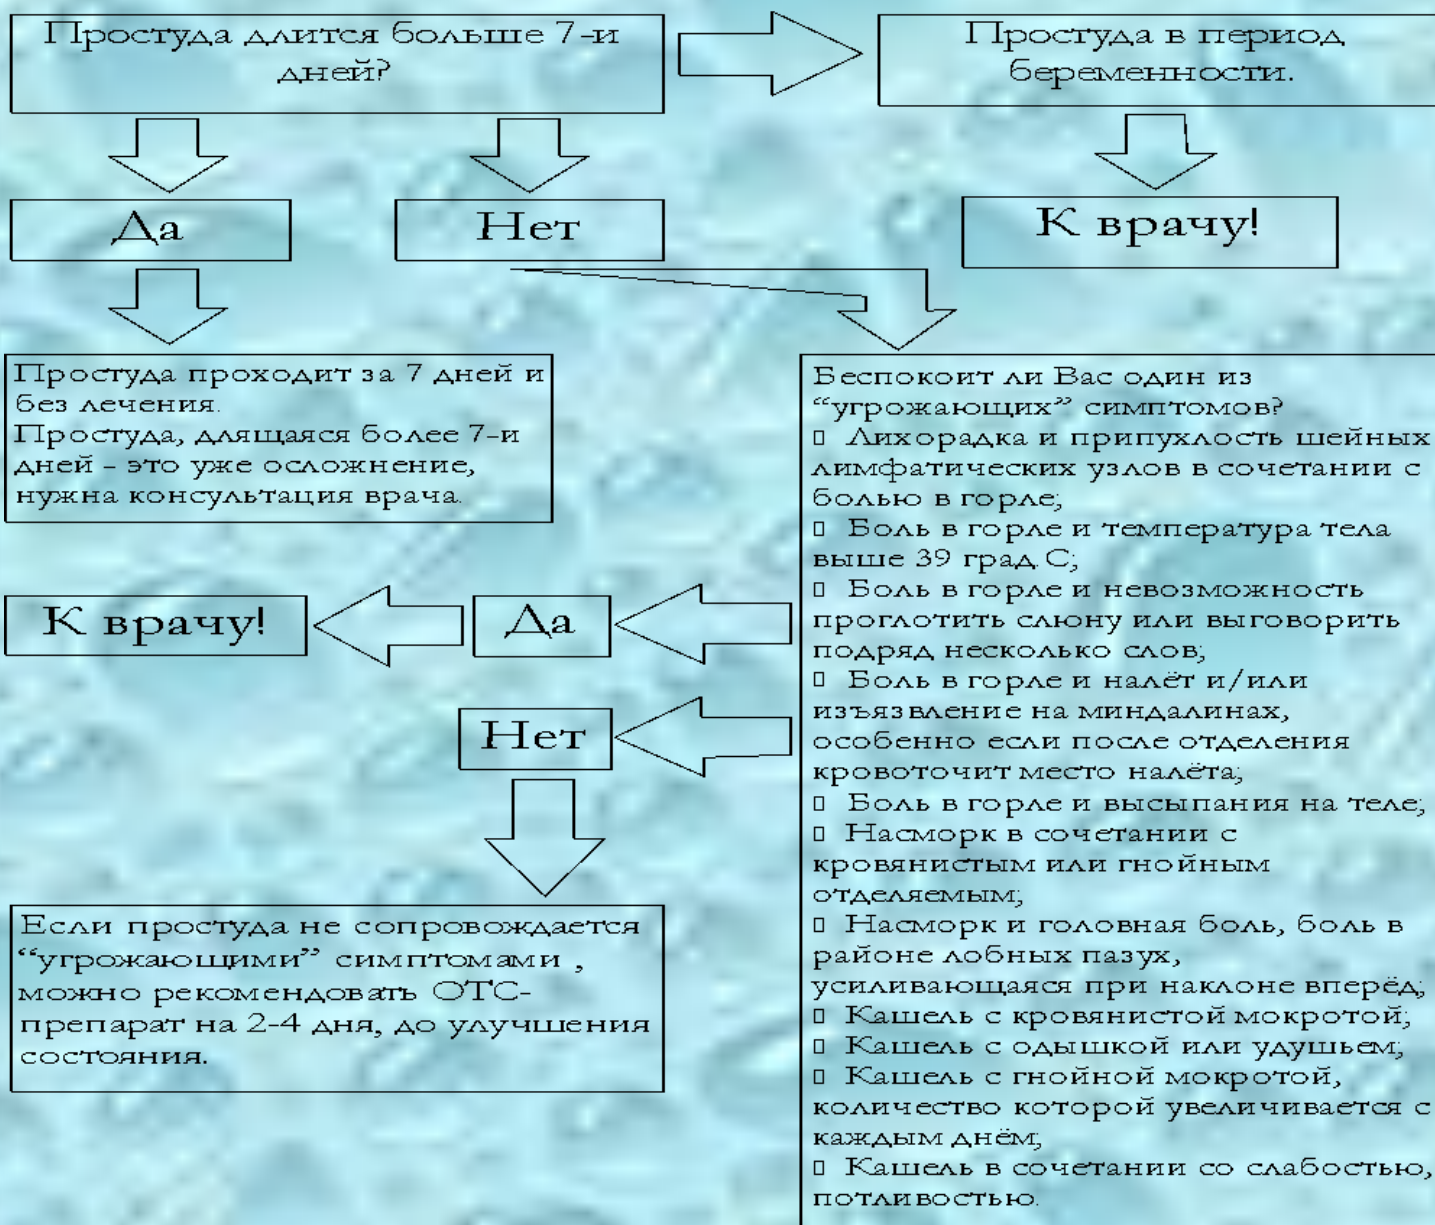 Простуда длится больше 7-и
дней?
Простуда в период
беременности.
Да
Нет
К врачу!
Простуда проходит за 7 дней и
без лечения.
Простуда, длящаяся более 7-и
дней - это уже осложнение,
нужна консультация врача.
Беспокоит ли Вас один из
“угрожающих” симптомов?
▯ Лихорадка и припухлость шейных
лимфатических узлов в сочетании с
болью в горле;
▯ Боль в горле и температура тела
выше 39 град.С;
▯ Боль в горле и невозможность
проглотить слюну или выговорить
подряд несколько слов;
▯ Боль в горле и налёт и/или
изъязвление на миндалинах,
особенно если после отделения
кровоточит место налёта;
▯ Боль в горле и высыпания на теле;
▯ Насморк в сочетании с
кровянистым или гнойным
отделяемым;
▯ Насморк и головная боль, боль в
районе лобных пазух,
усиливающаяся при наклоне вперёд;
▯ Кашель с кровянистой мокротой;
▯ Кашель с одышкой или удушьем;
▯ Кашель с гнойной мокротой,
количество которой увеличивается с
каждым днём;
▯ Кашель в сочетании со слабостью,
потливостью.
К врачу!
Да
Нет
Если простуда не сопровождается
“угрожающими” симптомами ,
можно рекомендовать ОТС-
препарат на 2-4 дня, до улучшения
состояния.